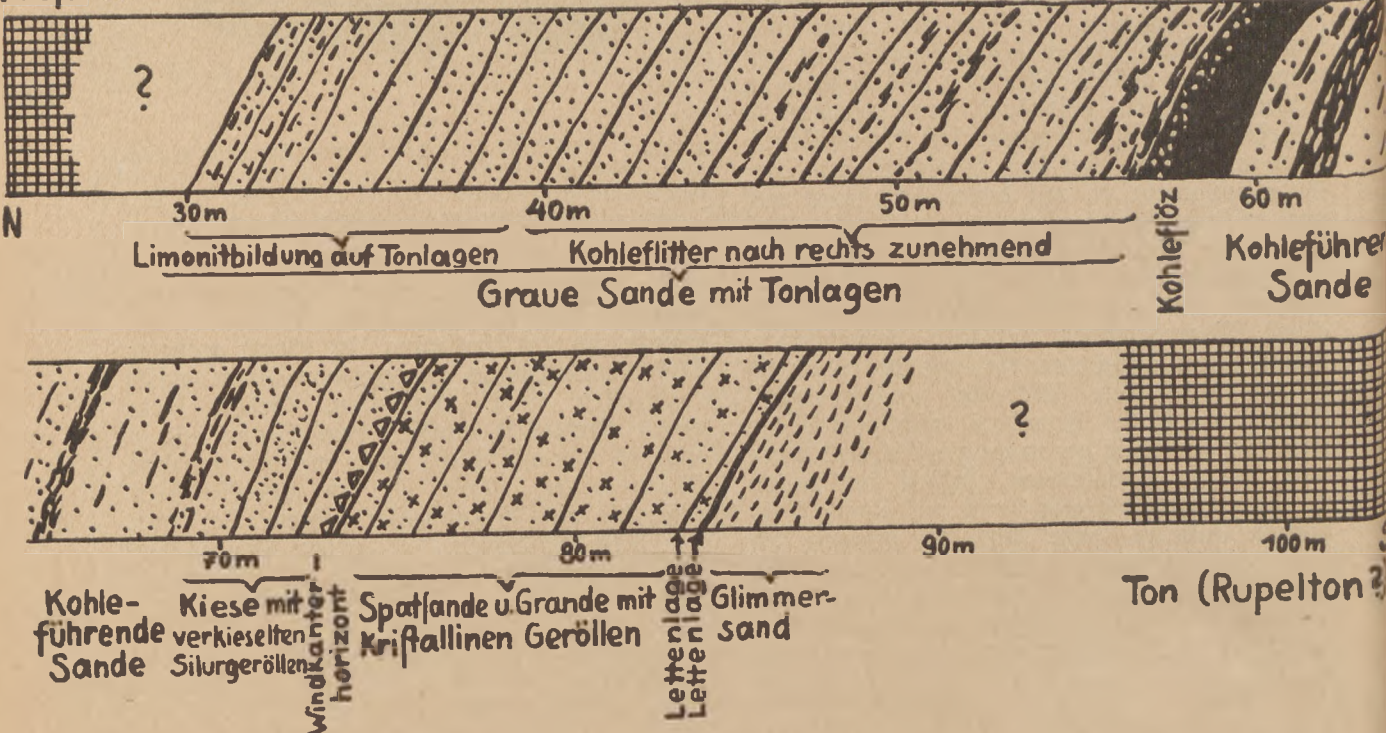 ?
N
30m
40m
50m
60 m
Limonitbildung auf Tonlagen
Kohleflitter nach rechts zunehmend
Graue Sande mit Tonlagen
Kohleflöz
Kohleführen
Sande
?
70m
80m
90m
100m
Kohle-
führende
Sande
Kiese mit
verkieselten
Silurgeröllen
Windkanter-
horizont
Spatsande u. Grande mit
kristallinen Geröllen
Lettenlage
Lettenlage
Glimmer-
sand
Ton (Rupelton ?